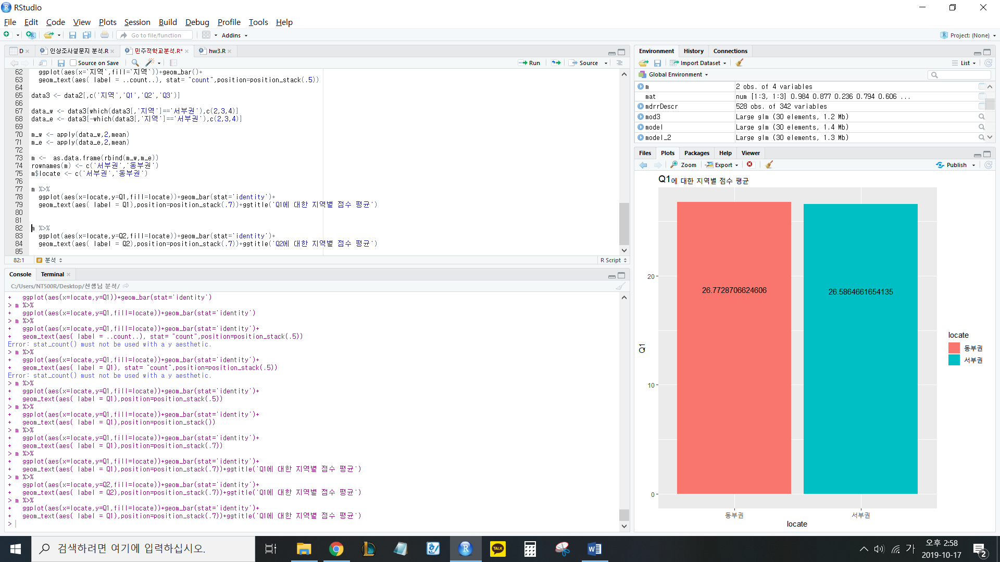 RStudio
File Edit Code View Plots Session Build Debug Profile Tools Help
Go to file/function Addins Project: (None)
D 인상조사설문지 분석.R 민주적학교분석.R* hw3.R
Source on Save Run Source
62 ggplot(aes(x=`지역`,fill=`지역`))+geom_bar()+
63 geom_text(aes( label = ..count..), stat= "count",position=position_stack(.5))
64
65 data3 <- data2[,c('지역','Q1','Q2','Q3')]
66
67 data_w <- data3[which(data3[,'지역']=='서부권'),c(2,3,4)]
68 data_e <- data3[-which(data3[,'지역']=='서부권'),c(2,3,4)]
69
70 m_w <- apply(data_w,2,mean)
71 m_e <- apply(data_e,2,mean)
72
73 m <-  as.data.frame(rbind(m_w,m_e))
74 rownames(m) <- c('서부권','동부권')
75 m$locate <- c('서부권','동부권')
76
77 m %>%
78 ggplot(aes(x=locate,y=Q1,fill=locate))+geom_bar(stat='identity')+
79 geom_text(aes( label = Q1),position=position_stack(.7))+ggtitle('Q1에 대한 지역별 점수 평균')
80
81
82 m %>%
83 ggplot(aes(x=locate,y=Q2,fill=locate))+geom_bar(stat='identity')+
84 geom_text(aes( label = Q2),position=position_stack(.7))+ggtitle('Q2에 대한 지역별 점수 평균')
85
82:1 # 분석 R Script
Console Terminal
C:/Users/NT500R/Desktop/선생님 분석/
+ ggplot(aes(x=locate,y=Q1))+geom_bar(stat='identity')
> m %>%
+ ggplot(aes(x=locate,y=Q1,fill=locate))+geom_bar(stat='identity')
> m %>%
+ ggplot(aes(x=locate,y=Q1,fill=locate))+geom_bar(stat='identity')+
+ geom_text(aes( label = ..count..), stat= "count",position=position_stack(.5))
Error: stat_count() must not be used with a y aesthetic.
> m %>%
+ ggplot(aes(x=locate,y=Q1,fill=locate))+geom_bar(stat='identity')+
+ geom_text(aes( label = Q1), stat= "count",position=position_stack(.5))
Error: stat_count() must not be used with a y aesthetic.
> m %>%
+ ggplot(aes(x=locate,y=Q1,fill=locate))+geom_bar(stat='identity')+
+ geom_text(aes( label = Q1),position=position_stack(.5))
> m %>%
+ ggplot(aes(x=locate,y=Q1,fill=locate))+geom_bar(stat='identity')+
+ geom_text(aes( label = Q1),position=position_stack())
> m %>%
+ ggplot(aes(x=locate,y=Q1,fill=locate))+geom_bar(stat='identity')+
+ geom_text(aes( label = Q1),position=position_stack(.7))
> m %>%
+ ggplot(aes(x=locate,y=Q1,fill=locate))+geom_bar(stat='identity')+
+ geom_text(aes( label = Q1),position=position_stack(.7))+ggtitle('Q1에 대한 지역별 점수 평균')
> m %>%
+ ggplot(aes(x=locate,y=Q2,fill=locate))+geom_bar(stat='identity')+
+ geom_text(aes( label = Q2),position=position_stack(.7))+ggtitle('Q1에 대한 지역별 점수 평균')
> m %>%
+ ggplot(aes(x=locate,y=Q1,fill=locate))+geom_bar(stat='identity')+
+ geom_text(aes( label = Q1),position=position_stack(.7))+ggtitle('Q1에 대한 지역별 점수 평균')
>
Environment History Connections
Import Dataset List
Global Environment
m 2 obs. of 4 variables
mat num [1:3, 1:3] 0.984 0.877 0.236 0.794 0.606 ...
mdrrDescr 528 obs. of 342 variables
mod3 Large glm (30 elements, 1.2 Mb)
model Large glm (30 elements, 1.4 Mb)
model_2 Large glm (30 elements, 1.3 Mb)
Files Plots Packages Help Viewer
Zoom Export Publish
Q1에 대한 지역별 점수 평균
20
10
0
Q1
26.7728706624606
26.5864661654135
동부권 서부권
locate
locate
동부권
서부권
검색하려면 여기에 입력하십시오.
TALK
가
오후 2:58
2019-10-17
2